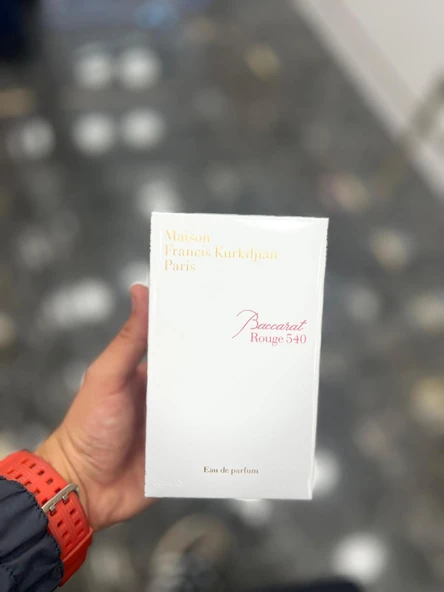 Maison
Francis Kurkdjian
Paris
Baccarat
Rouge 540
Eau de parfum